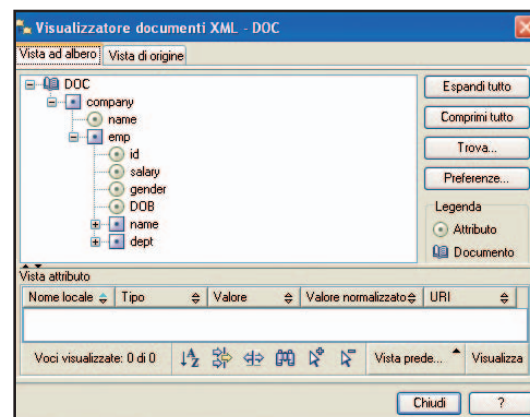 Visualizzatore documenti XML - DOC
Vista ad albero Vista di origine
DOC
company
name
emp
id
salary
gender
DOB
name
dept
Espandi tutto
Comprimi tutto
Trova...
Preferenze...
Legenda
Attributo
Documento
Vista attributo
Nome locale Tipo Valore Valore normalizzato URI
Voci visualizzate: 0 di 0 Vista prede... Visualizza
Chiudi ?